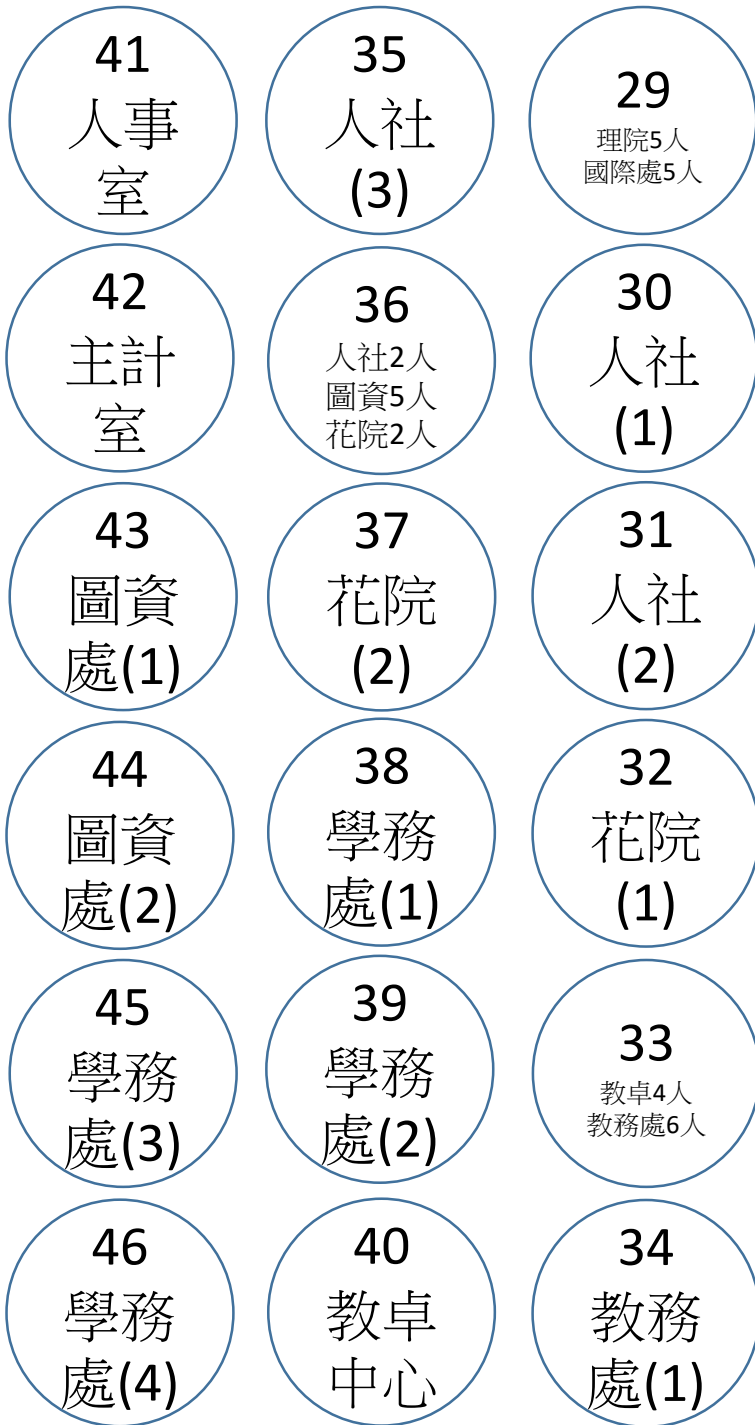 41
人事
室
35
人社
(3)
29
理院5人
國際處5人
42
主計
室
36
人社2人
圖資5人
花院2人
30
人社
(1)
43
圖資
處(1)
37
花院
(2)
31
人社
(2)
44
圖資
處(2)
38
學務
處(1)
32
花院
(1)
45
學務
處(3)
39
學務
處(2)
33
教卓4人
教務處6人
46
學務
處(4)
40
教卓
中心
34
教務
處(1)